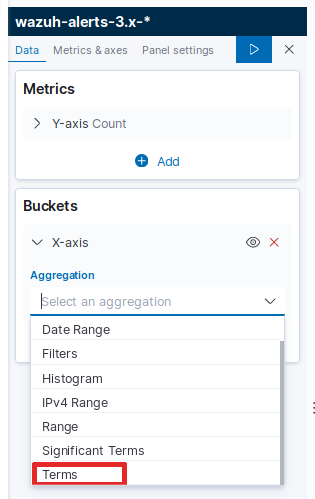 wazuh-alerts-3.x-*
Data Metrics & axes Panel settings
Metrics
Y-axis Count
Add
Buckets
X-axis
Aggregation
Select an aggregation
Date Range
Filters
Histogram
IPv4 Range
Range
Significant Terms
Terms